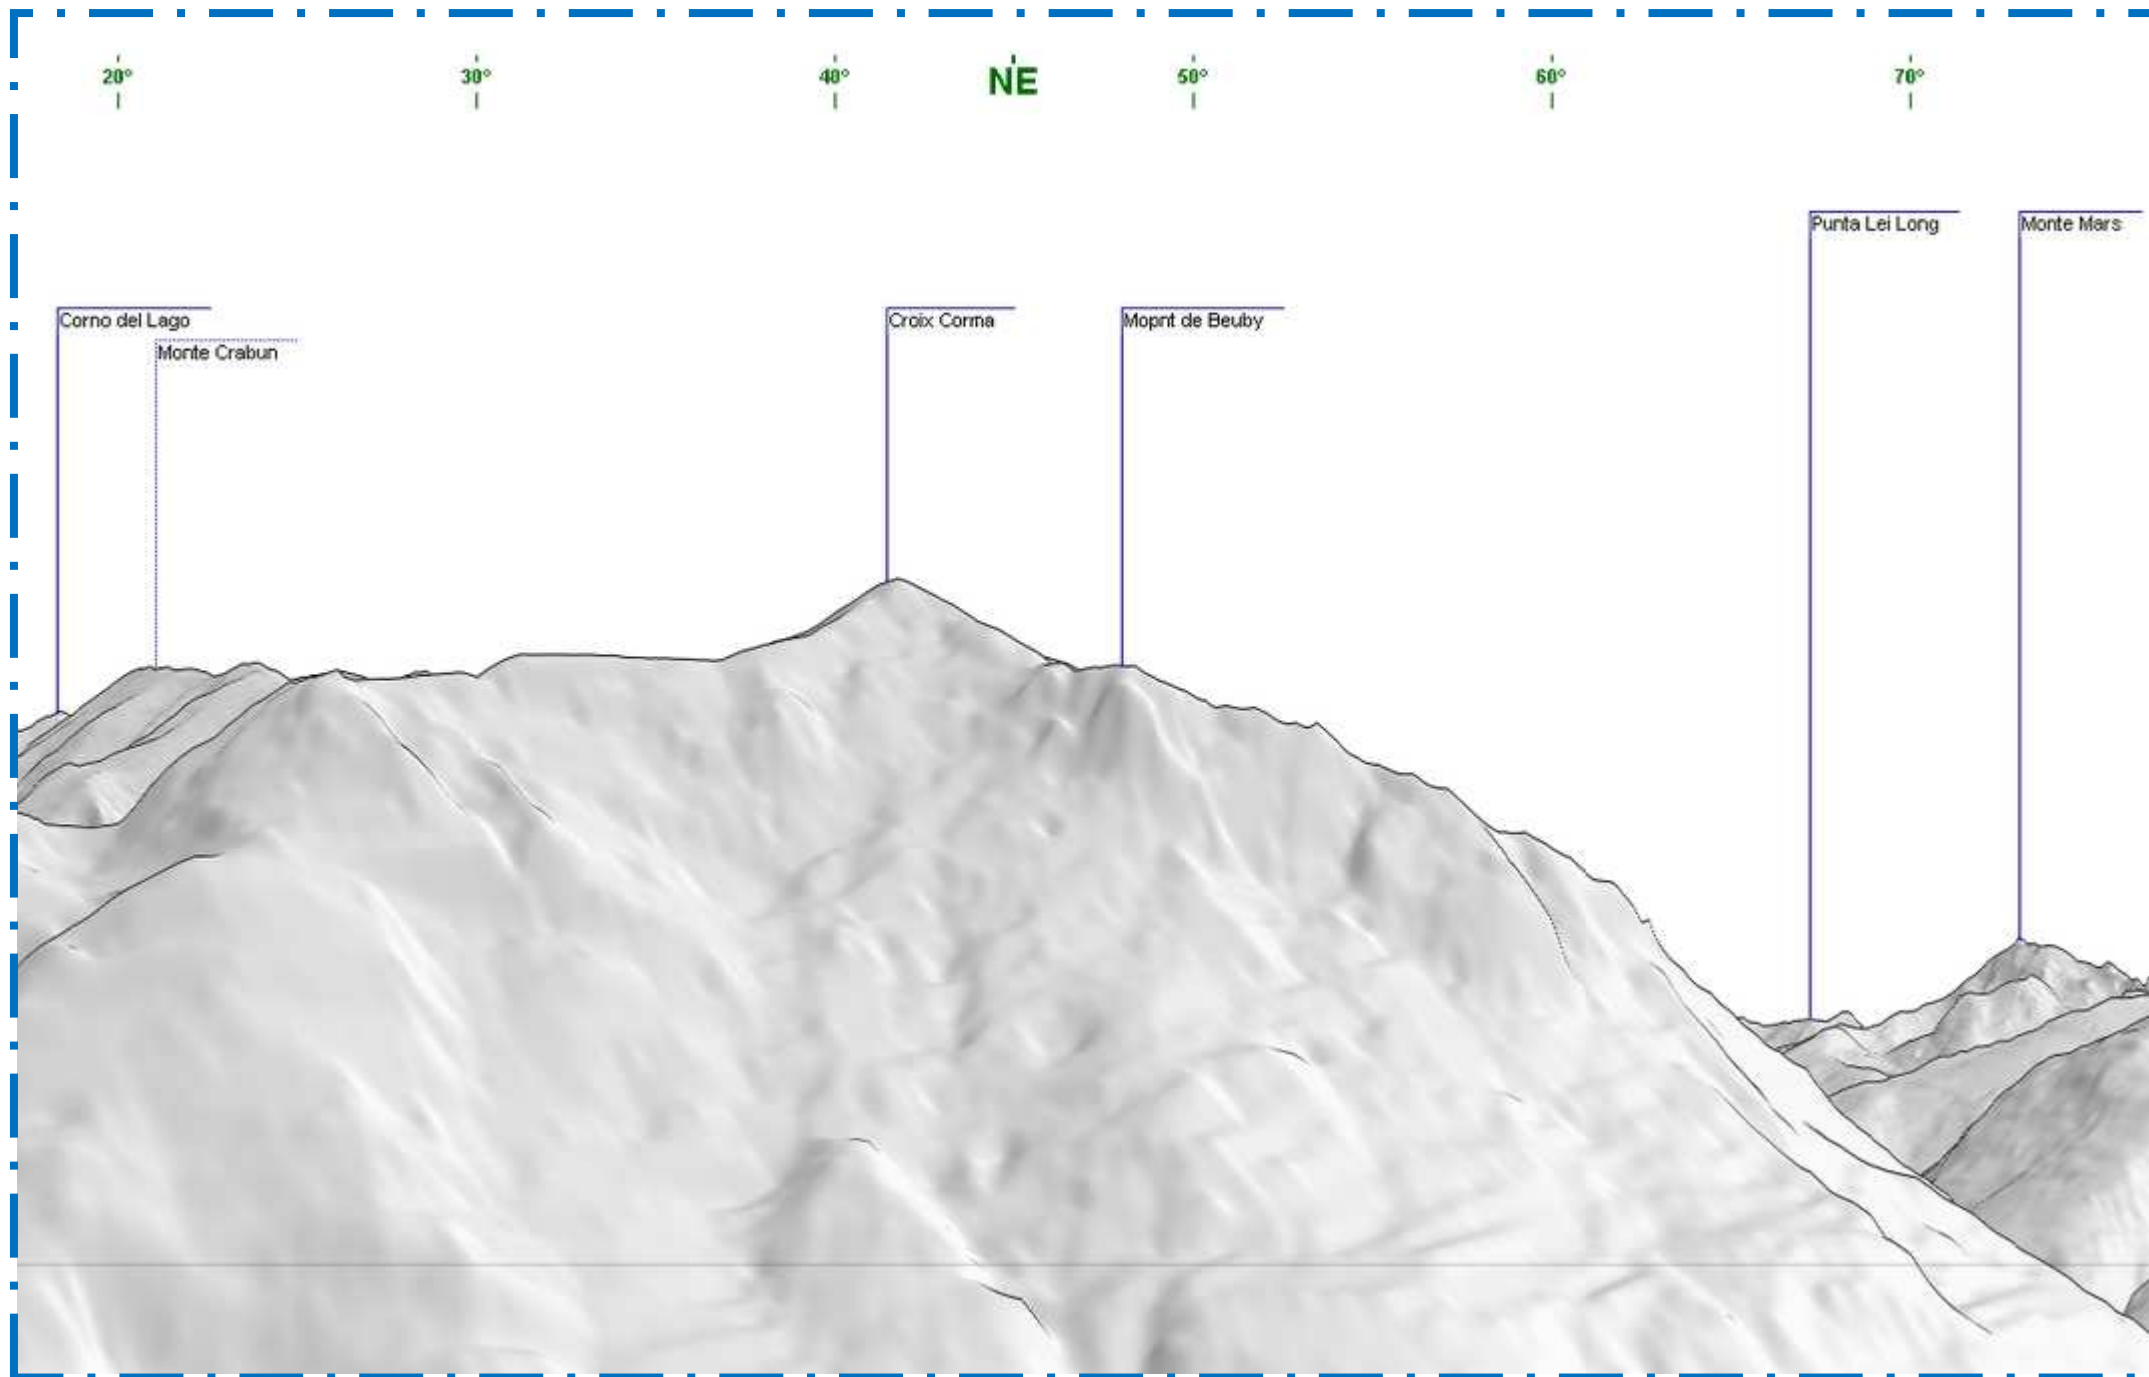 20°
30°
40°
NE
50°
60°
70°
Punta Lei Long
Monte Mars
Corno del Lago
Croix Corma
Mopnt de Beuby
Monte Crabun